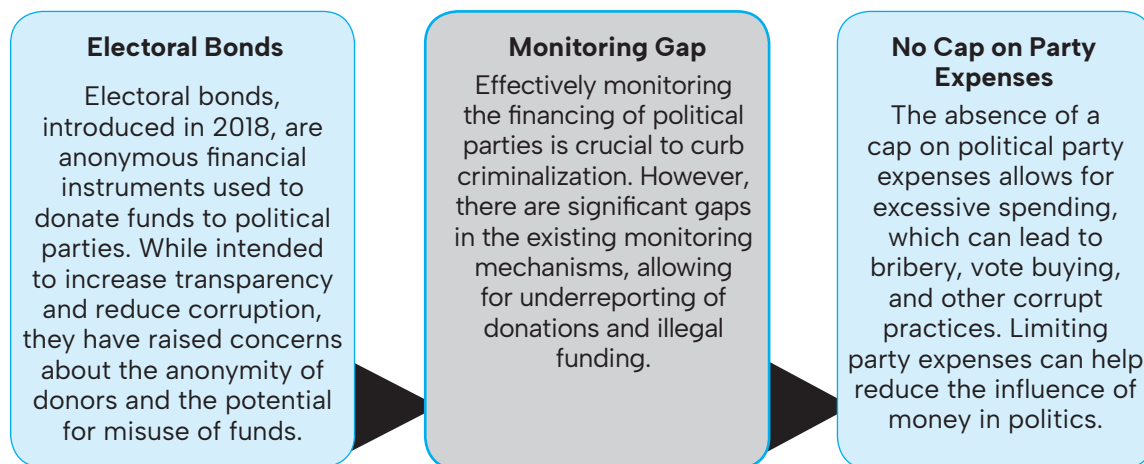 Electoral Bonds
Electoral bonds,
introduced in 2018, are
anonymous financial
instruments used to
donate funds to political
parties. While intended
to increase transparency
and reduce corruption,
they have raised concerns
about the anonymity of
donors and the potential
for misuse of funds.
Monitoring Gap
Effectively monitoring
the financing of political
parties is crucial to curb
criminalization. However,
there are significant gaps
in the existing monitoring
mechanisms, allowing
for underreporting of
donations and illegal
funding.
No Cap on Party
Expenses
The absence of a
cap on political party
expenses allows for
excessive spending,
which can lead to
bribery, vote buying,
and other corrupt
practices. Limiting
party expenses can help
reduce the influence of
money in politics.